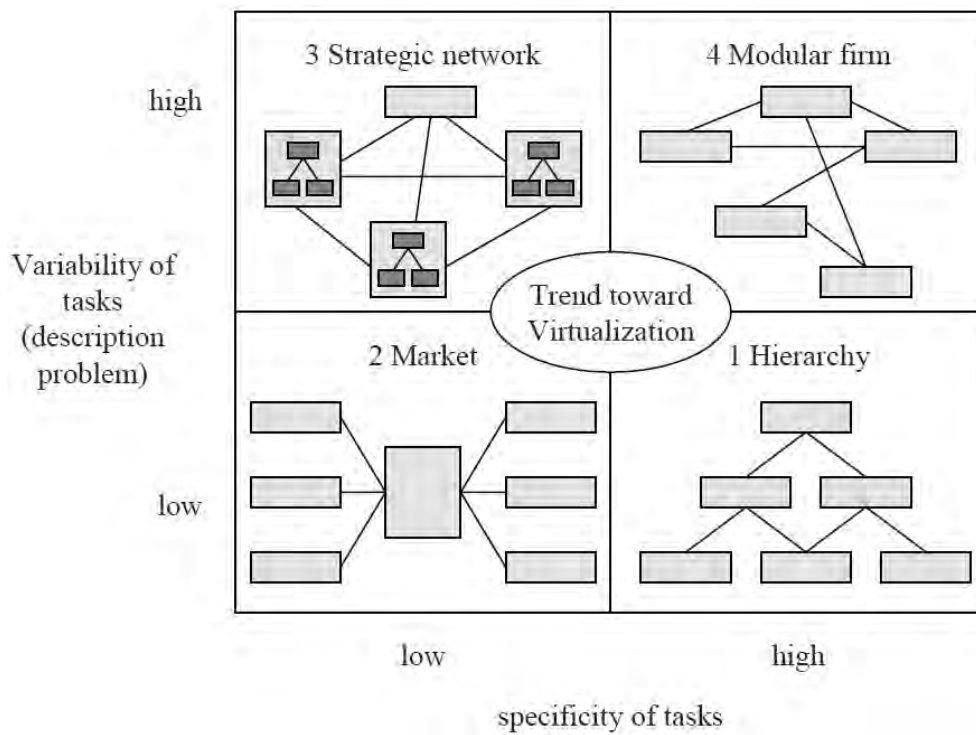 3 Strategic network
4 Modular firm
high
Variability of
tasks
(description
problem)
Trend toward
Virtualization
2 Market
1 Hierarchy
low
low
high
specificity of tasks